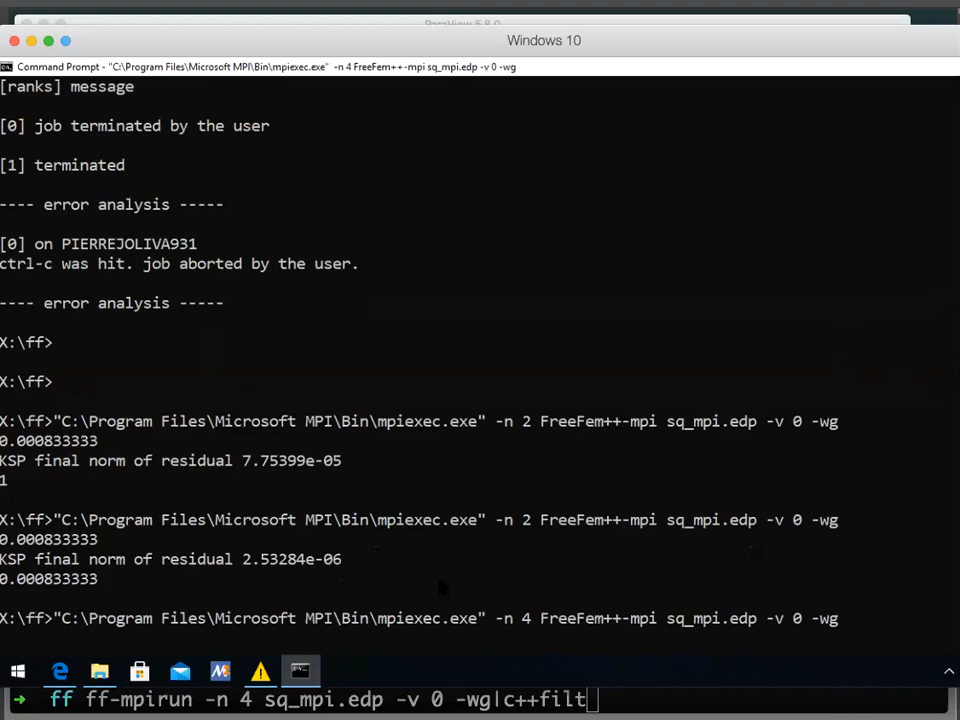 ParaView 5.8.0
Windows 10
Command Prompt - "C:\Program Files\Microsoft MPI\Bin\mpiexec.exe" -n 4 FreeFem++-mpi sq_mpi.edp -v 0 -wg
[ranks] message
[0] job terminated by the user
[1] terminated
---- error analysis -----
[0] on PIERREJOLIVA931
ctrl-c was hit. job aborted by the user.
---- error analysis -----
X:\ff>
X:\ff>
X:\ff>"C:\Program Files\Microsoft MPI\Bin\mpiexec.exe" -n 2 FreeFem++-mpi sq_mpi.edp -v 0 -wg
0.000833333
KSP final norm of residual 7.75399e-05
1
X:\ff>"C:\Program Files\Microsoft MPI\Bin\mpiexec.exe" -n 2 FreeFem++-mpi sq_mpi.edp -v 0 -wg
0.000833333
KSP final norm of residual 2.53284e-06
0.000833333
X:\ff>"C:\Program Files\Microsoft MPI\Bin\mpiexec.exe" -n 4 FreeFem++-mpi sq_mpi.edp -v 0 -wg
➜ ff ff-mpirun -n 4 sq_mpi.edp -v 0 -wg|c++filt